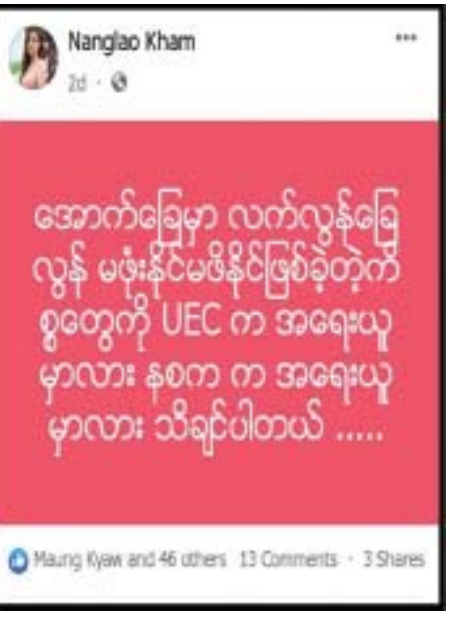 Nanglao Kham
2d ·
အောက်ခြေမှာ လက်လွန်ခြေ
လွန် မဖုံးနိုင်မဖိနိုင်ဖြစ်ခဲ့တဲ့ကိ
စ္စတွေကို UEC က အရေးယူ
မှာလား နစက က အရေးယူ
မှာလား သိချင်ပါတယ် .....
Maung Kyaw and 46 others 13 Comments · 3 Shares